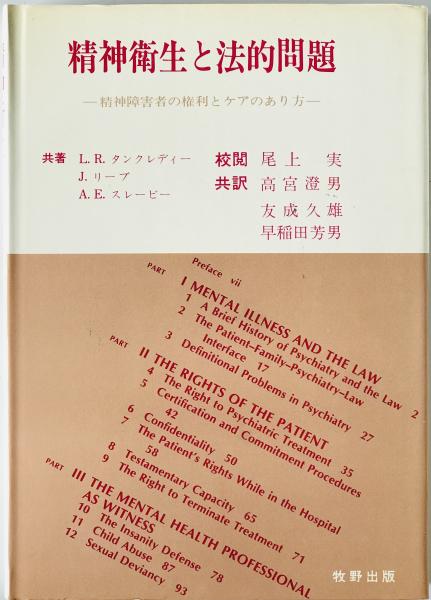 精神衛生と法的問題
—精神障害者の権利とケアのあり方—
共著 L. R. タンクレディー
J. リーブ
A. E. スレービー
校閲 尾上 実
共訳 高宮澄男
友成久雄
早稲田芳男
Preface vii
PART I MENTAL ILLNESS AND THE LAW
1 A Brief History of Psychiatry and the Law 2
2 The Patient–Family–Psychiatry–Law
Interface 17
3 Definitional Problems in Psychiatry 27
PART II THE RIGHTS OF THE PATIENT
4 The Right to Psychiatric Treatment 35
5 Certification and Commitment Procedures
42
6 Confidentiality 50
7 The Patient's Rights While in the Hospital
58
8 Testamentary Capacity 65
9 The Right to Terminate Treatment 71
PART III THE MENTAL HEALTH PROFESSIONAL
AS WITNESS
10 The Insanity Defense 78
11 Child Abuse 87
12 Sexual Deviancy 93
牧野出版